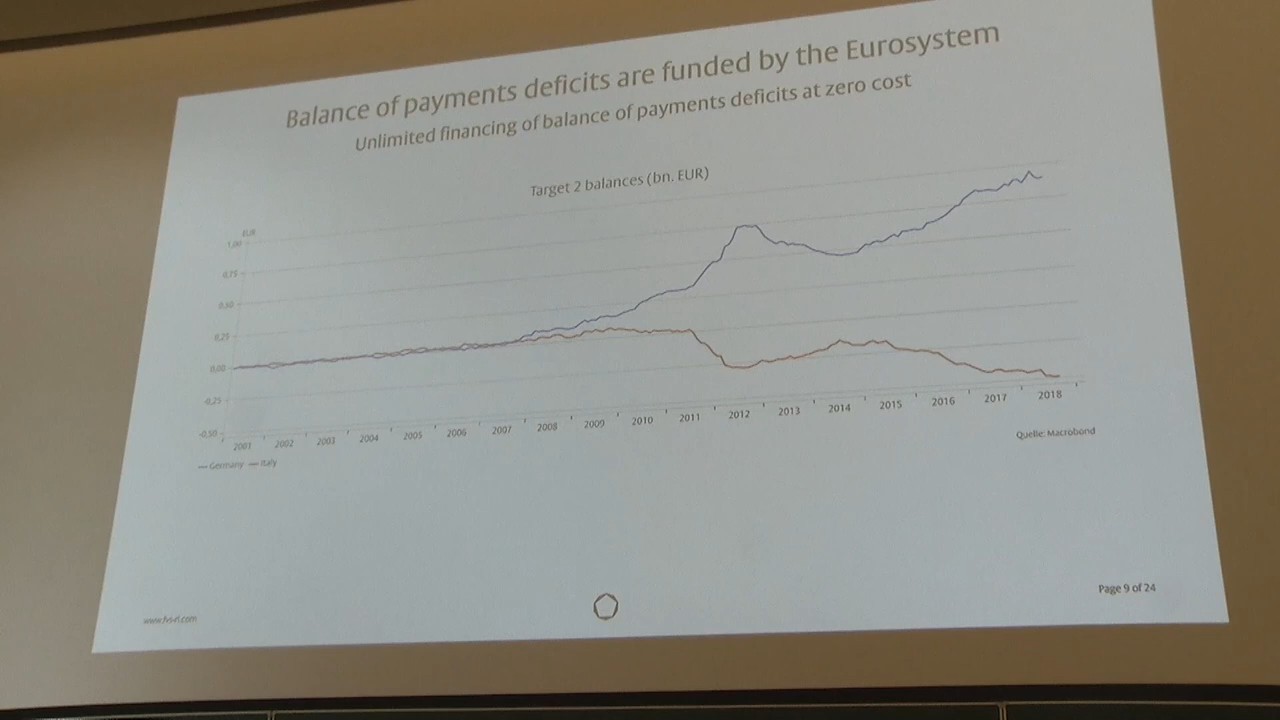 Balance of payments deficits are funded by the Eurosystem
Unlimited financing of balance of payments deficits at zero cost
Target 2 balances (bn. EUR)
EUR
1,00
0,75
0,50
0,25
0,00
-0,25
-0,50
2001 2002 2003 2004 2005 2006 2007 2008 2009 2010 2011 2012 2013 2014 2015 2016 2017 2018
Germany Italy
Quelle: Macrobond
Page 9 of 24